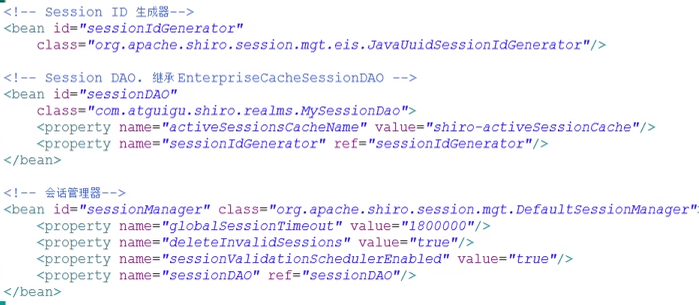 <!-- Session ID 生成器-->
<bean id="sessionIdGenerator"
class="org.apache.shiro.session.mgt.eis.JavaUuidSessionIdGenerator"/>
<!-- Session DAO. 继承 EnterpriseCacheSessionDAO -->
<bean id="sessionDAO"
class="com.atguigu.shiro.realms.MySessionDao">
<property name="activeSessionsCacheName" value="shiro-activeSessionCache"/>
<property name="sessionIdGenerator" ref="sessionIdGenerator"/>
</bean>
<!-- 会话管理器-->
<bean id="sessionManager" class="org.apache.shiro.session.mgt.DefaultSessionManager"
<property name="globalSessionTimeout" value="1800000"/>
<property name="deleteInvalidSessions" value="true"/>
<property name="sessionValidationSchedulerEnabled" value="true"/>
<property name="sessionDAO" ref="sessionDAO"/>
</bean>